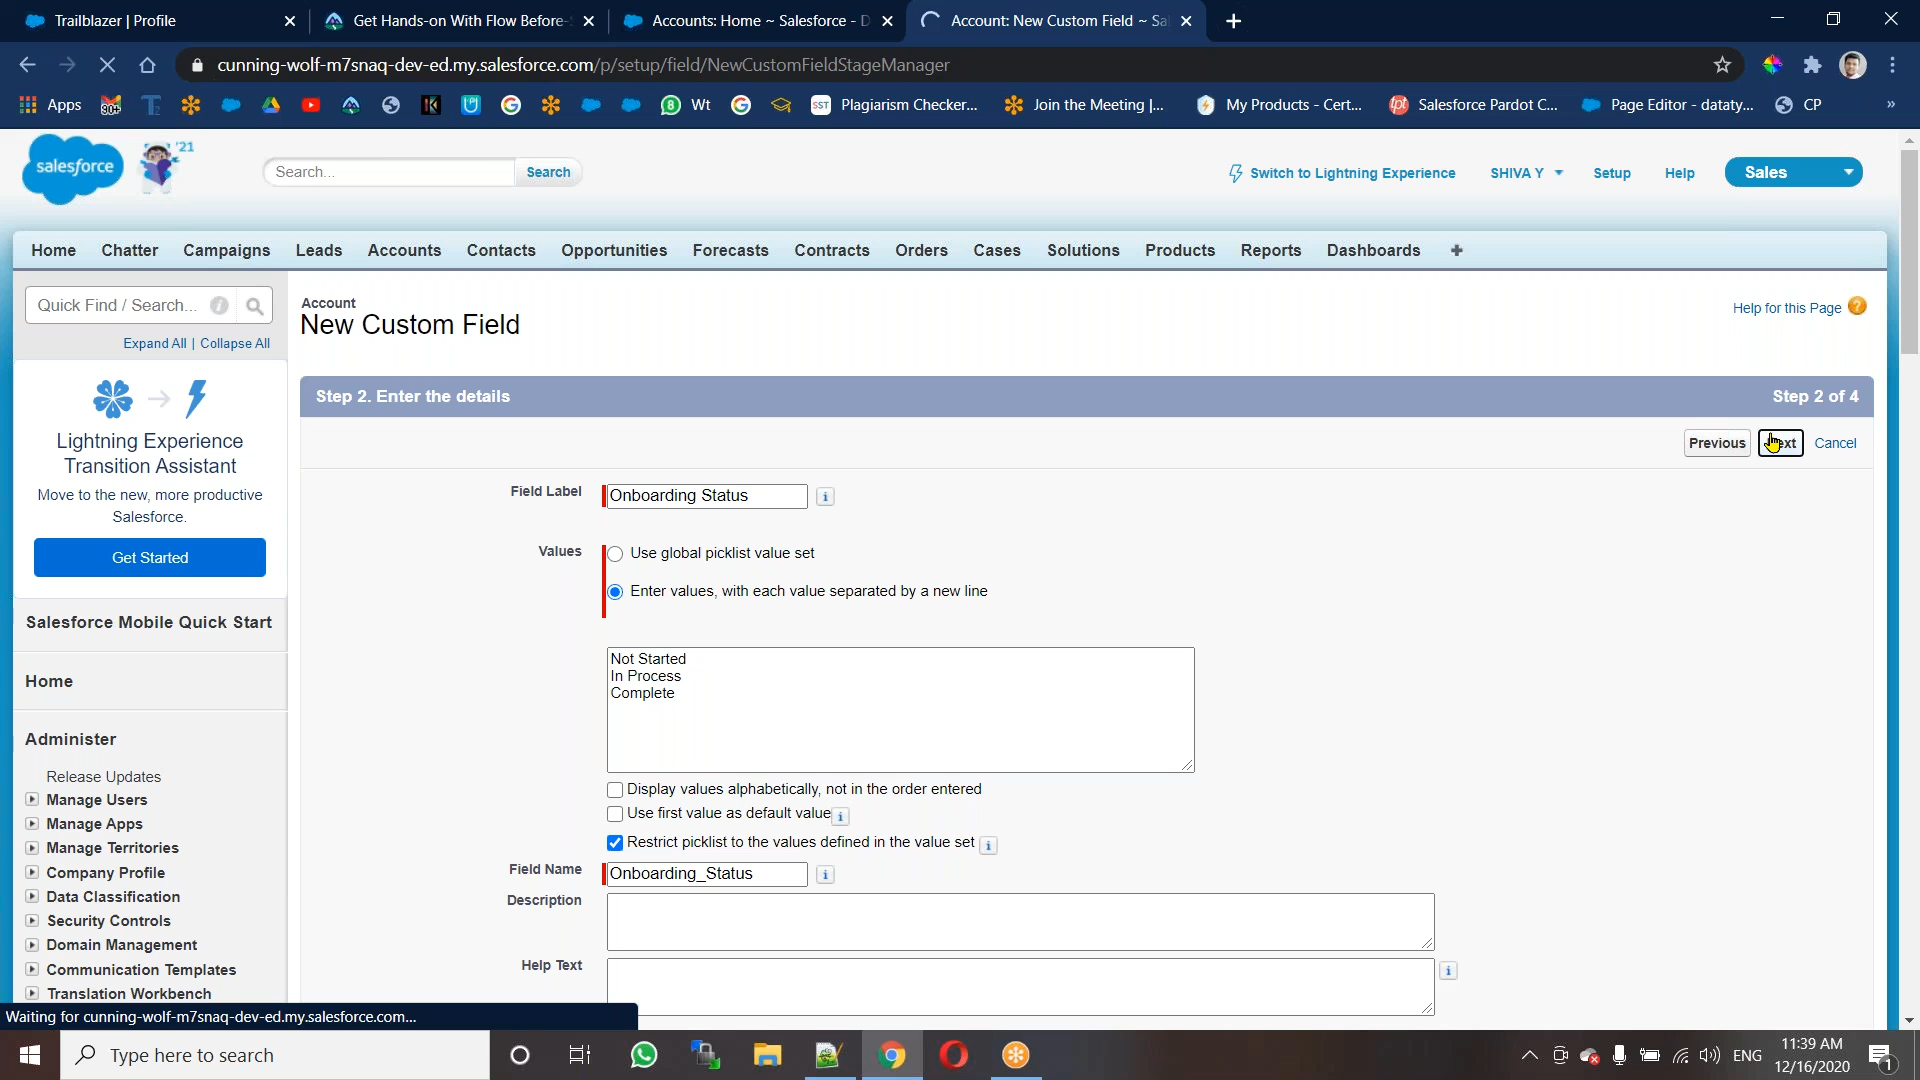 Trailblazer | Profile
Get Hands-on With Flow Before-
Accounts: Home ~ Salesforce - D
Account: New Custom Field ~ Sa
cunning-wolf-m7snaq-dev-ed.my.salesforce.com/p/setup/field/NewCustomFieldStageManager
Apps
Wt
Plagiarism Checker...
Join the Meeting |...
My Products - Cert...
Salesforce Pardot C...
Page Editor - dataty...
CP
salesforce
'21
Search...
Search
Switch to Lightning Experience
SHIVA Y
Setup
Help
Sales
Home
Chatter
Campaigns
Leads
Accounts
Contacts
Opportunities
Forecasts
Contracts
Orders
Cases
Solutions
Products
Reports
Dashboards
Quick Find / Search...
Expand All | Collapse All
Lightning Experience
Transition Assistant
Move to the new, more productive
Salesforce.
Get Started
Salesforce Mobile Quick Start
Home
Administer
Release Updates
Manage Users
Manage Apps
Manage Territories
Company Profile
Data Classification
Security Controls
Domain Management
Communication Templates
Translation Workbench
Account
New Custom Field
Help for this Page
Step 2. Enter the details
Step 2 of 4
Previous
Cancel
Field Label
Onboarding Status
Values
Use global picklist value set
Enter values, with each value separated by a new line
Not Started
In Process
Complete
Display values alphabetically, not in the order entered
Use first value as default value
Restrict picklist to the values defined in the value set
Field Name
Onboarding_Status
Description
Help Text
Waiting for cunning-wolf-m7snaq-dev-ed.my.salesforce.com...
Type here to search
ENG
11:39 AM
12/16/2020
1